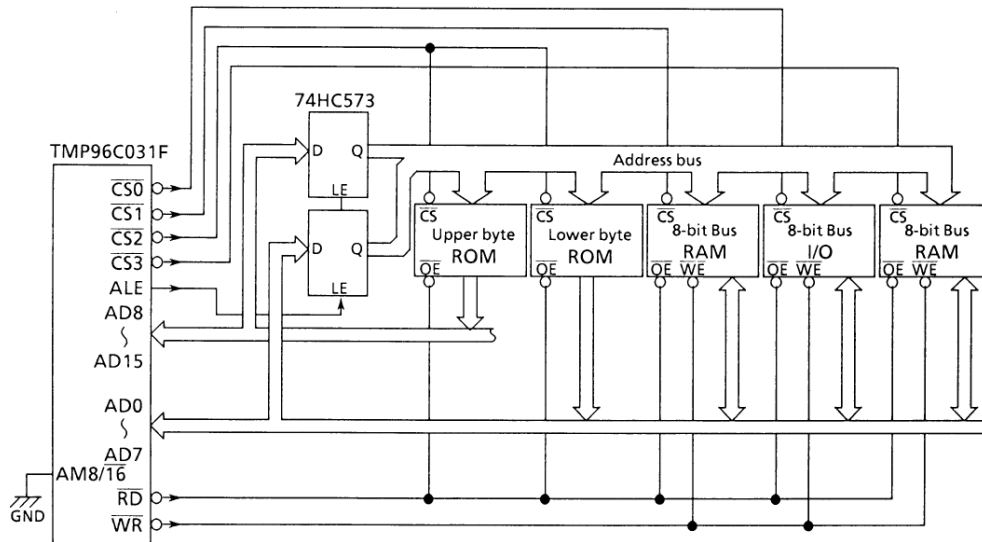 74HC573
TMP96C031F
D Q
LE
D Q
LE
Address bus
CS0
CS1
CS2
CS3
ALE
AD8
~
AD15
AD0
~
AD7
AM8/16
GND
RD
WR
CS
Upper byte
ROM
OE
CS
Lower byte
ROM
OE
CS
8-bit Bus
RAM
OE WE
CS
8-bit Bus
I/O
OE WE
CS
8-bit Bus
RAM
OE WE